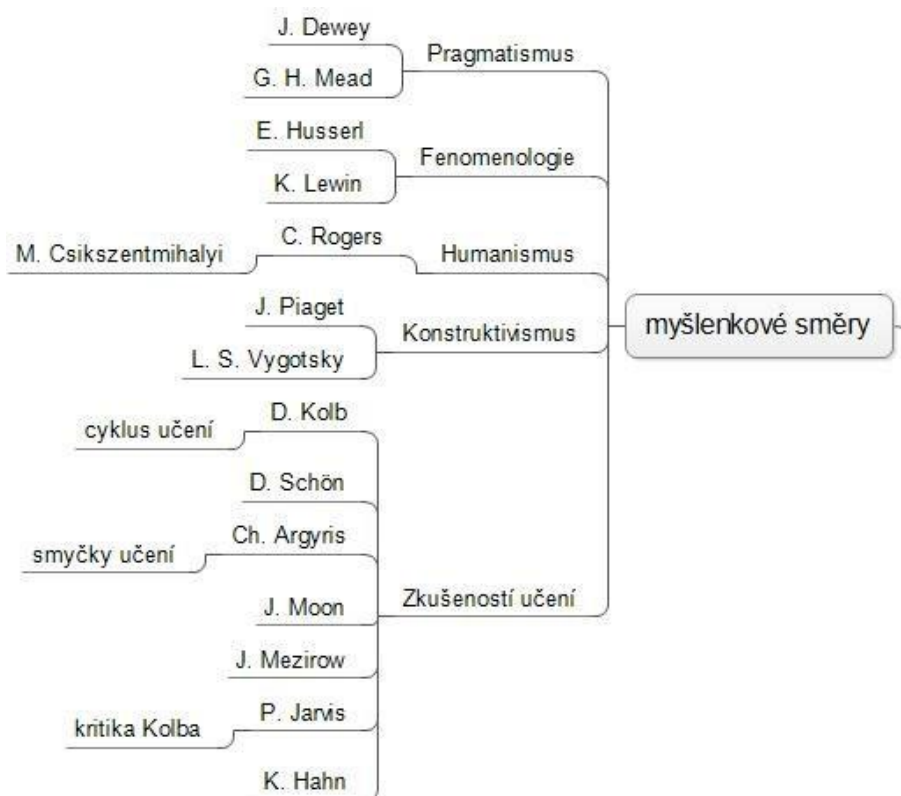 J. Dewey
Pragmatismus
G. H. Mead
E. Husserl
Fenomenologie
K. Lewin
C. Rogers
M. Csikszentmihalyi
Humanismus
J. Piaget
Konstruktivismus
myšlenkové směry
L. S. Vygotsky
D. Kolb
cyklus učení
D. Schön
Ch. Argyris
smyčky učení
Zkušeností učení
J. Moon
J. Mezirow
P. Jarvis
kritika Kolba
K. Hahn